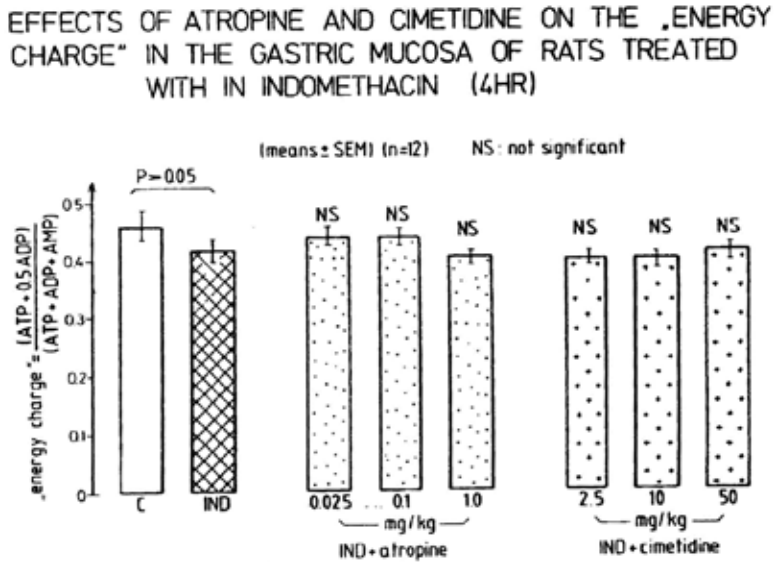 EFFECTS OF ATROPINE AND CIMETIDINE ON THE „ENERGY
CHARGE" IN THE GASTRIC MUCOSA OF RATS TREATED
WITH IN INDOMETHACIN (4HR)
(means ± SEM) (n=12) NS: not significant
P>0.05
„energy charge"= (ATP+0.5ADP)
(ATP+ADP+AMP)
0.5
0.4
0.3
0.2
0.1
0
NS NS NS NS NS NS
C IND 0.025 ... 0.1 1.0 2.5 10 50
mg/kg mg/kg
IND+atropine IND+cimetidine